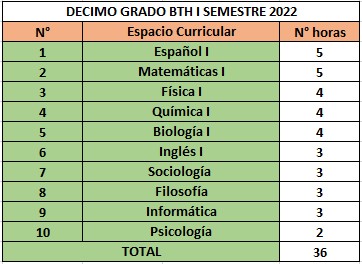 DECIMO GRADO BTH I SEMESTRE 2022
N° Espacio Curricular N° horas
1 Español I 5
2 Matemáticas I 5
3 Física I 4
4 Química I 4
5 Biología I 4
6 Inglés I 3
7 Sociología 3
8 Filosofía 3
9 Informática 3
10 Psicología 2
TOTAL 36